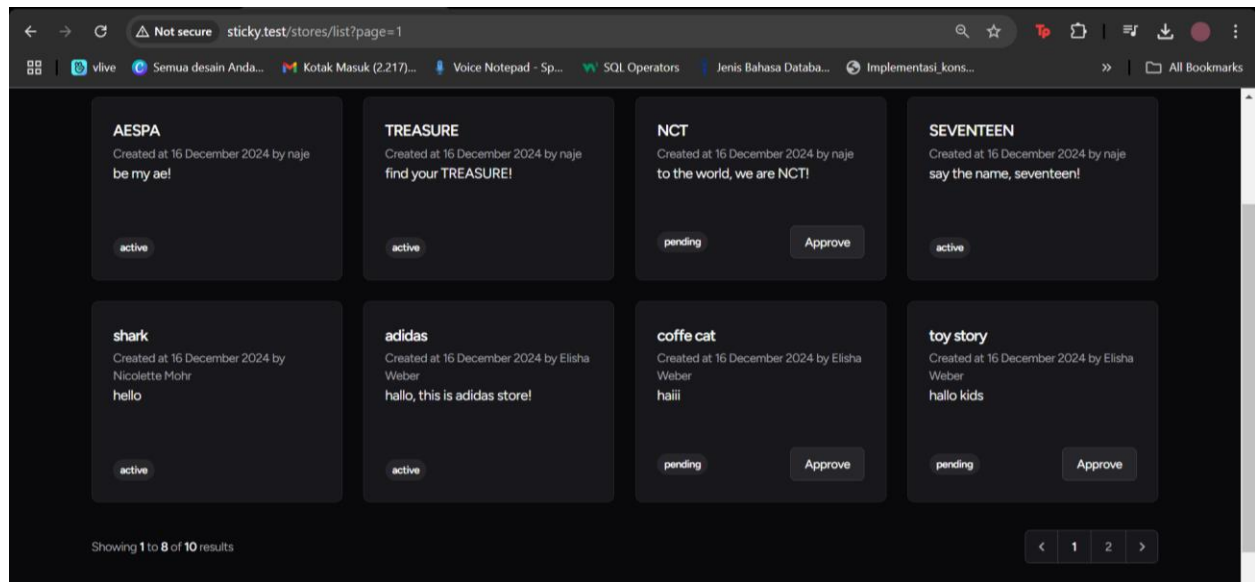 Not secure sticky.test/stores/list?page=1
Tp
vlive Semua desain Anda... Kotak Masuk (2.217)... Voice Notepad - Sp... SQL Operators Jenis Bahasa Databa... Implementasi_kons... » All Bookmarks
AESPA
Created at 16 December 2024 by naje
be my ae!
active
TREASURE
Created at 16 December 2024 by naje
find your TREASURE!
active
NCT
Created at 16 December 2024 by naje
to the world, we are NCT!
pending Approve
SEVENTEEN
Created at 16 December 2024 by naje
say the name, seventeen!
active
shark
Created at 16 December 2024 by
Nicolette Mohr
hello
active
adidas
Created at 16 December 2024 by Elisha
Weber
hallo, this is adidas store!
active
coffe cat
Created at 16 December 2024 by Elisha
Weber
haiii
pending Approve
toy story
Created at 16 December 2024 by Elisha
Weber
hallo kids
pending Approve
Showing 1 to 8 of 10 results
‹ 1 2 ›